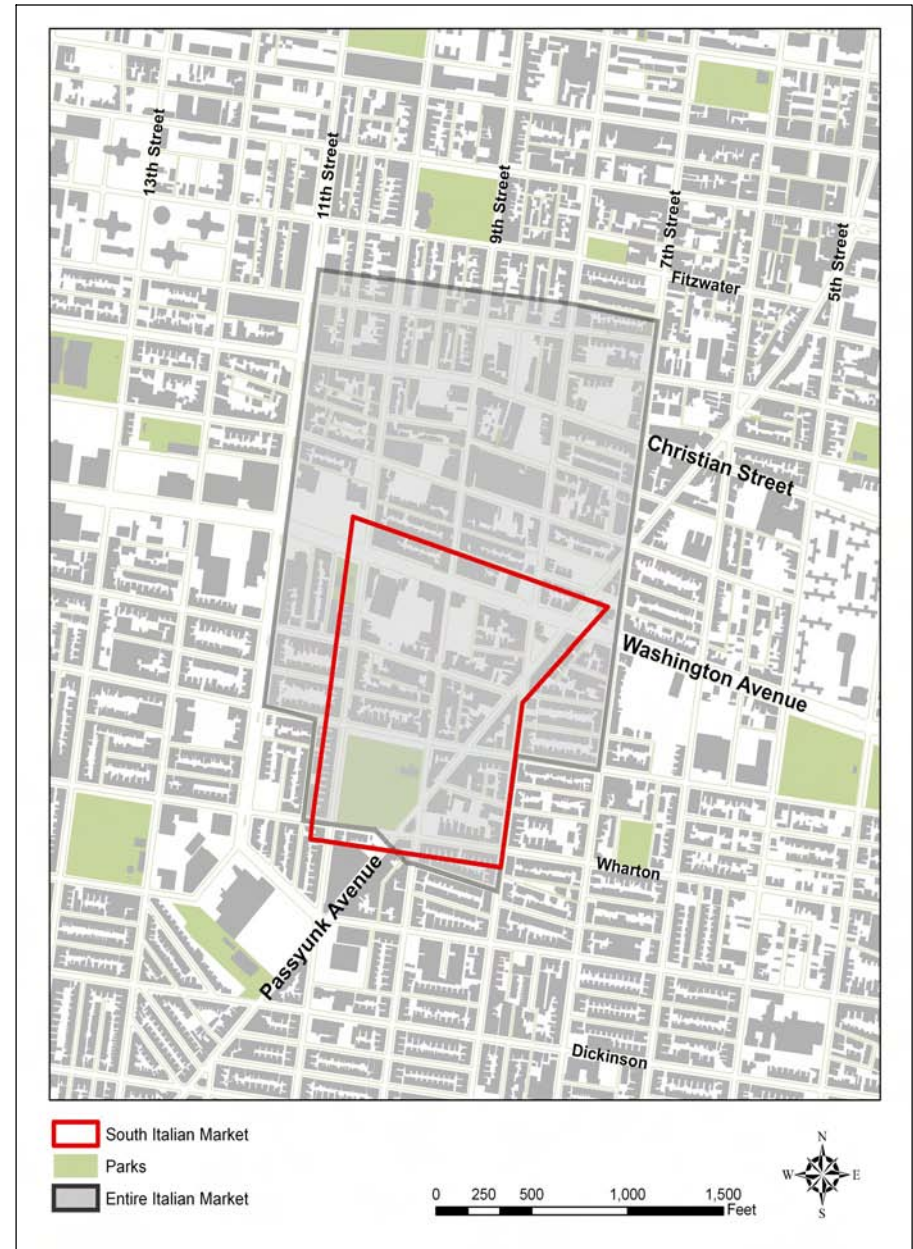 13th Street
11th Street
9th Street
7th Street
5th Street
Fitzwater
Christian Street
Washington Avenue
Wharton
Passyunk Avenue
Dickinson
South Italian Market
Parks
Entire Italian Market
0 250 500 1,000 1,500
Feet
N
W E
S